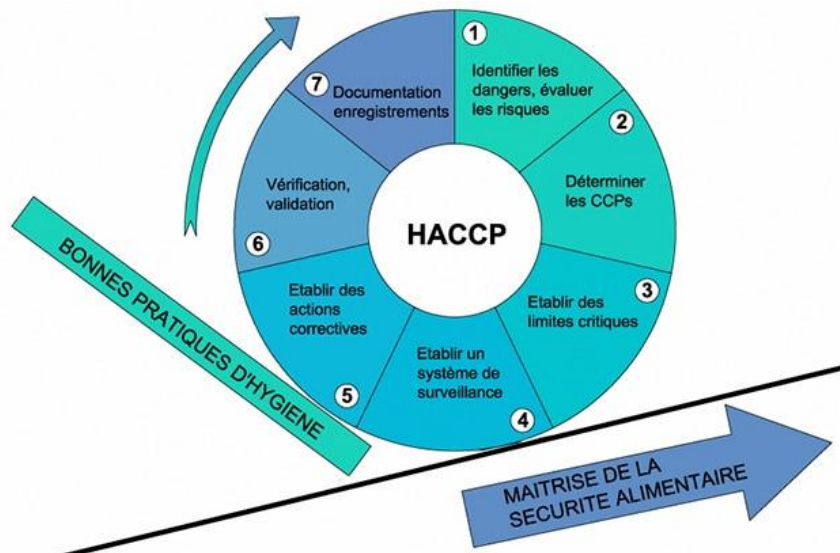 1
Identifier les
dangers, évaluer
les risques
2
Déterminer
les CCPs
3
Etablir des
limites critiques
4
Etablir un
système de
surveillance
5
Etablir des
actions
correctives
6
Vérification,
validation
7
Documentation
enregistrements
HACCP
BONNES PRATIQUES D'HYGIENE
MAITRISE DE LA
SECURITE ALIMENTAIRE